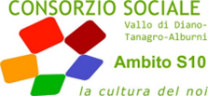 CONSORZIO SOCIALE
Vallo di Diano-
Tanagro-Alburni
Ambito S10
la cultura del noi